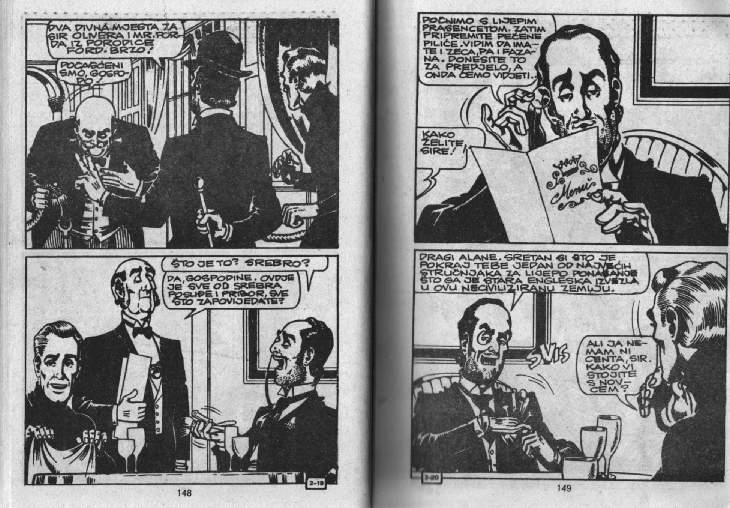 DVA DIVNA MJESTA ZA
SIR OLIVERA I MR. FOR-
DA IZ PORODICE
FORD. BRZO!
POČAŠĆENI
SMO, GOSPO-
DO!
ŠTO JE TO? SREBRO?
DA, GOSPODINE. OVDJE
JE SVE OD SREBRA
POSUĐE I PRIBOR. SVE
ŠTO ZAPOVIJEDATE?
2-19
148
POČNIMO S LIJEPIM
PRASENCETOM. ZATIM
PRIPREMITE PEČENE
PILIĆE. VIDIM DA IMA-
TE I ZECA, PA I FAZA-
NA. DONESITE TO
ZA PREDJELO, A
ONDA ĆEMO VIDJETI..
KAKO
ŽELITE,
SIRE!
Menu
DRAGI ALANE. SRETAN SI ŠTO JE
POKRAJ TEBE JEDAN OD NAJVEĆIH
STRUČNJAKA ZA LIJEPO PONAŠANJE
ŠTO GA JE STARA ENGLESKA IZVEZLA
U OVU NECIVILIZIRANU ZEMLJU.
ŠVIS
ALI JA NE-
MAM NI
CENTA, SIR.
KAKO VI
STOJITE
S NOV-
CEM?
2-20
149